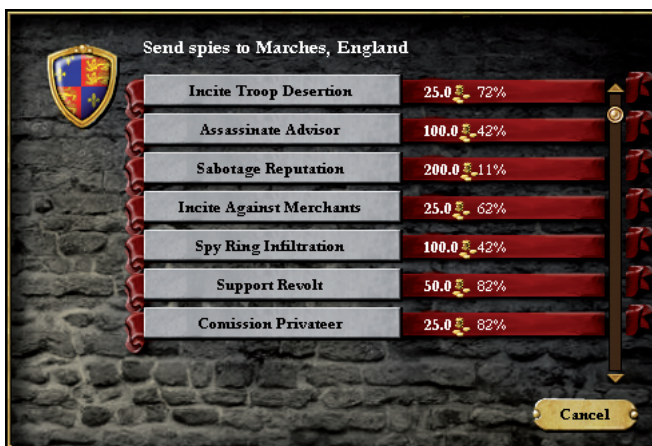 Send spies to Marches, England
Incite Troop Desertion 25.0 72%
Assassinate Advisor 100.0 42%
Sabotage Reputation 200.0 11%
Incite Against Merchants 25.0 62%
Spy Ring Infiltration 100.0 42%
Support Revolt 50.0 82%
Comission Privateer 25.0 82%
Cancel